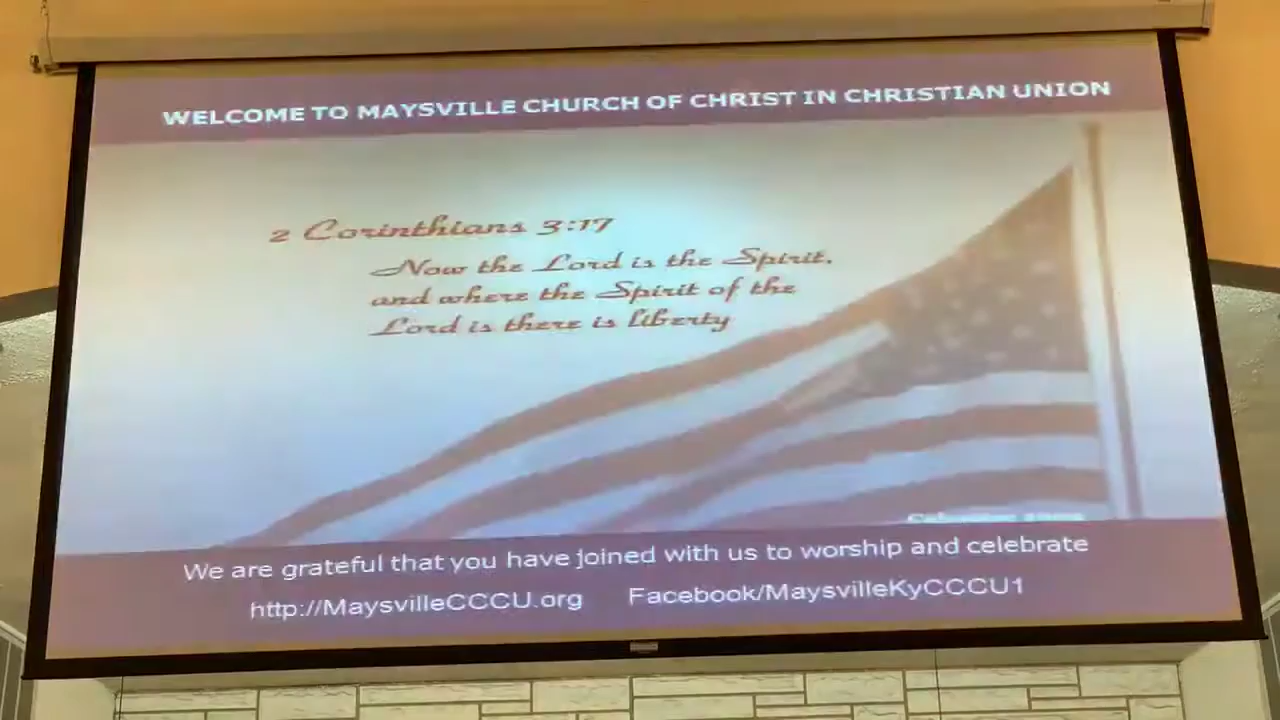 WELCOME TO MAYSVILLE CHURCH OF CHRIST IN CHRISTIAN UNION
2 Corinthians 3:17
Now the Lord is the Spirit,
and where the Spirit of the
Lord is there is liberty
We are grateful that you have joined with us to worship and celebrate
http://MaysvilleCCCU.org Facebook/MaysvilleKyCCCU1